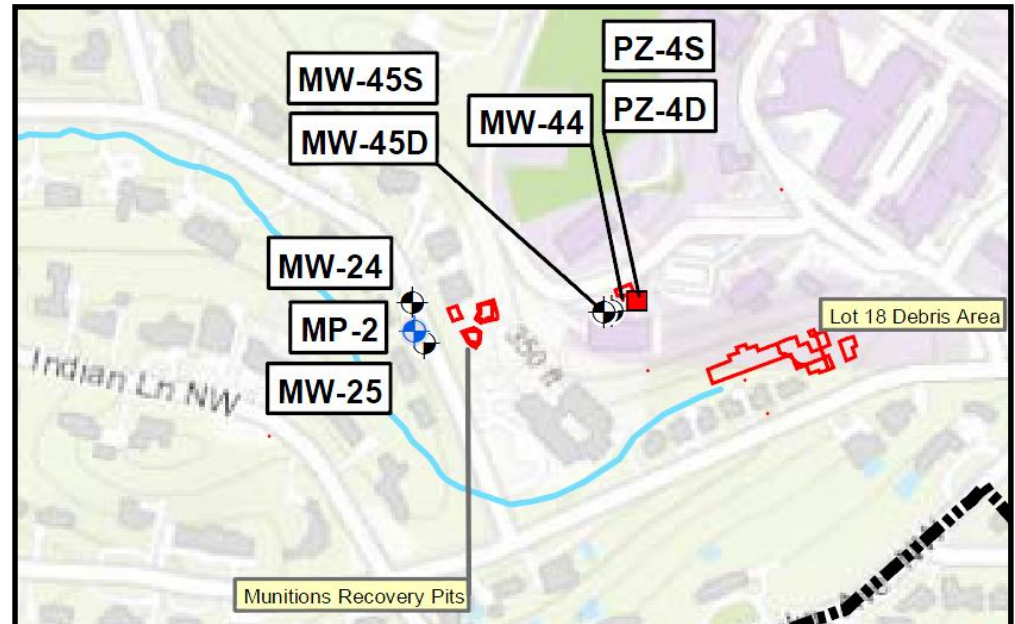 PZ-4S
MW-45S
PZ-4D
MW-44
MW-45D
MW-24
MP-2
MW-25
Lot 18 Debris Area
350 ft
Indian Ln NW
Munitions Recovery Pits